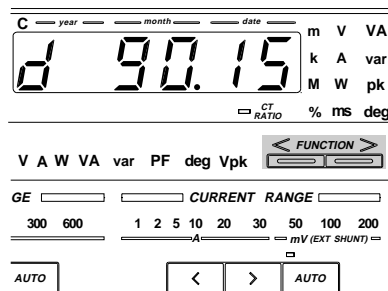 C year month date m V VA
d 90.15 k A var
M W pk
CT RATIO % ms deg
< FUNCTION >
V A W VA var PF deg Vpk
GE CURRENT RANGE
300 600 1 2 5 10 20 30 50 100 200
A mV (EXT SHUNT)
AUTO < > AUTO